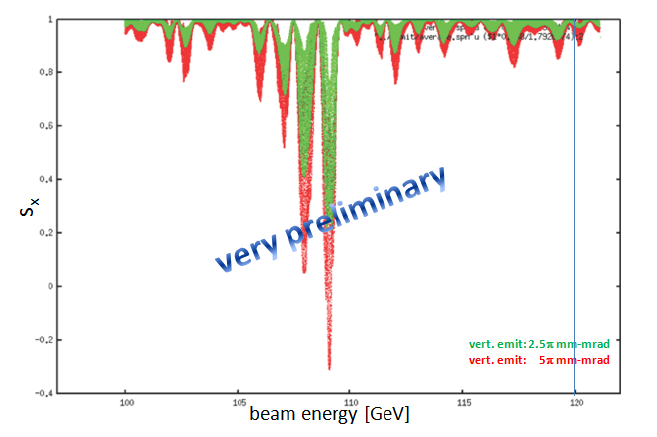 1
0.8
0.6
0.4
0.2
0
-0.2
-0.4
Sx
very preliminary
vert. emit: 2.5π mm-mrad
vert. emit: 5π mm-mrad
100
105
110
115
120
beam energy [GeV]